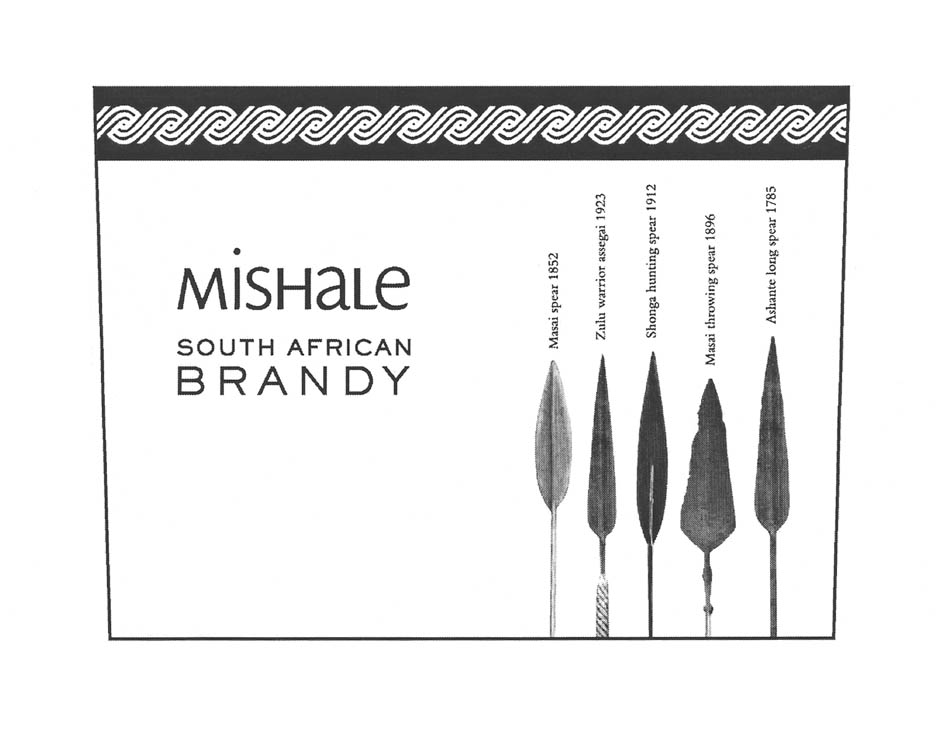 MiSHaLe
SOUTH AFRICAN
BRANDY
Masai spear 1852
Zulu warrior assegai 1923
Shonga hunting spear 1912
Masai throwing spear 1896
Ashante long spear 1785